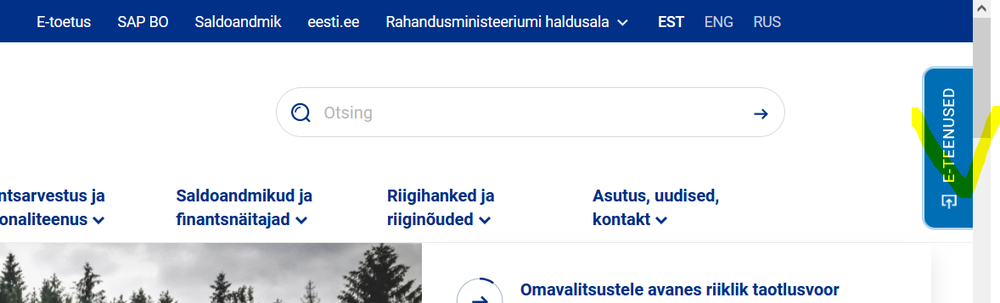 E-toetus SAP BO Saldoandmik eesti.ee Rahandusministeeriumi haldusala EST ENG RUS
Otsing
E-TEENUSED
ntsarvestus ja
onaliteenus
Saldoandmikud ja
finantsnäitajad
Riigihanked ja
riiginõuded
Asutus, uudised,
kontakt
Omavalitsustele avanes riiklik taotlusvoor